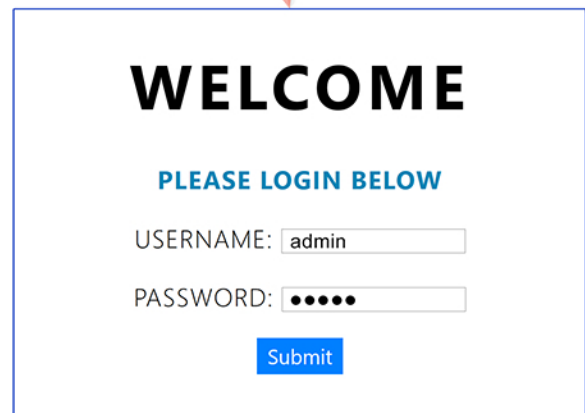 WELCOME
PLEASE LOGIN BELOW
USERNAME: admin
PASSWORD: ●●●●●
Submit